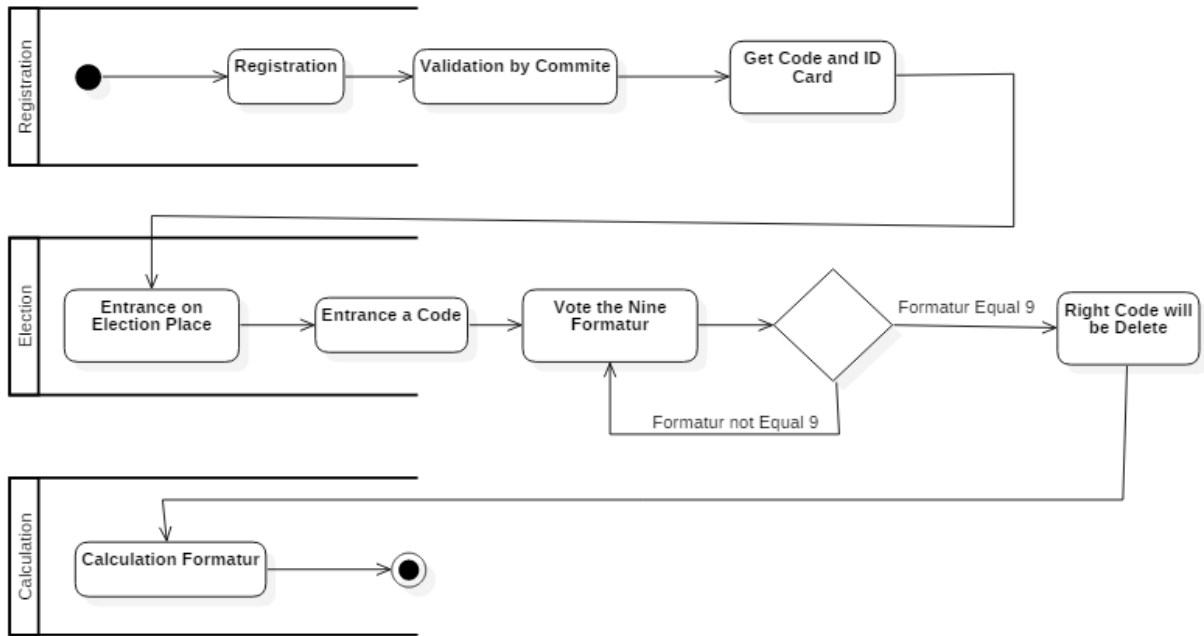 Registration
Registration
Validation by Commite
Get Code and ID
Card
Election
Entrance on
Election Place
Entrance a Code
Vote the Nine
Formatur
Formatur Equal 9
Right Code will
be Delete
Formatur not Equal 9
Calculation
Calculation Formatur